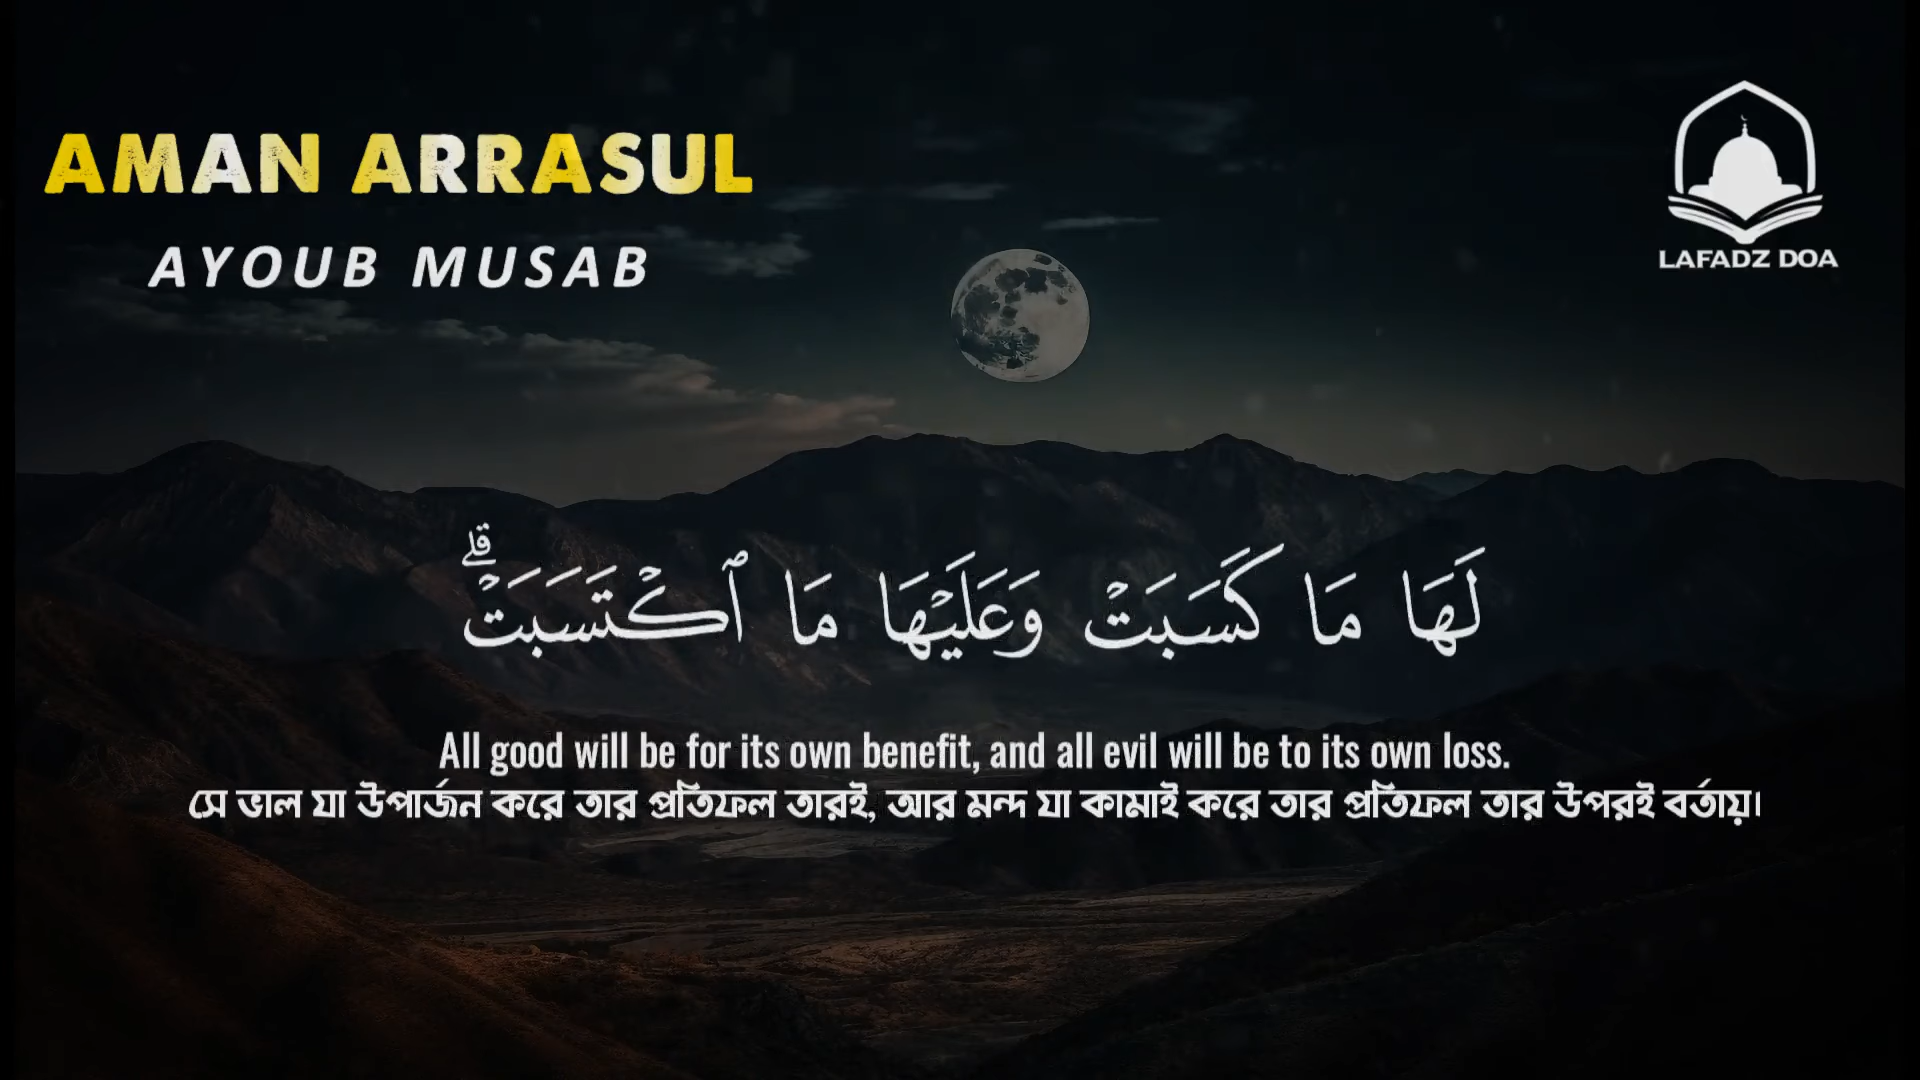 AMAN ARRASUL
AYOUB MUSAB
LAFADZ DOA
لَهَا مَا كَسَبَتْ وَعَلَيْهَا مَا ٱكْتَسَبَتْ ۗ
All good will be for its own benefit, and all evil will be to its own loss.
সে ভাল যা উপার্জন করে তার প্রতিফল তারই, আর মন্দ যা কামাই করে তার প্রতিফল তার উপরই বর্তায়।